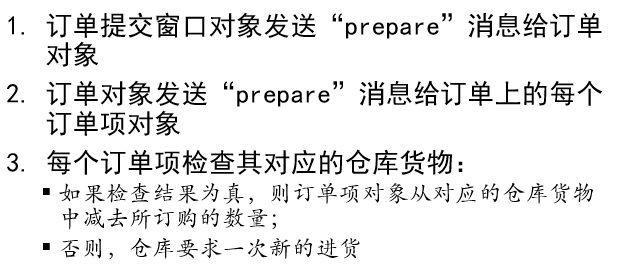 1. 订单提交窗口对象发送“prepare”消息给订单
对象
2. 订单对象发送“prepare”消息给订单上的每个
订单项对象
3. 每个订单项检查其对应的仓库货物：
▪ 如果检查结果为真，则订单项对象从对应的仓库货物
中减去所订购的数量；
▪ 否则，仓库要求一次新的进货